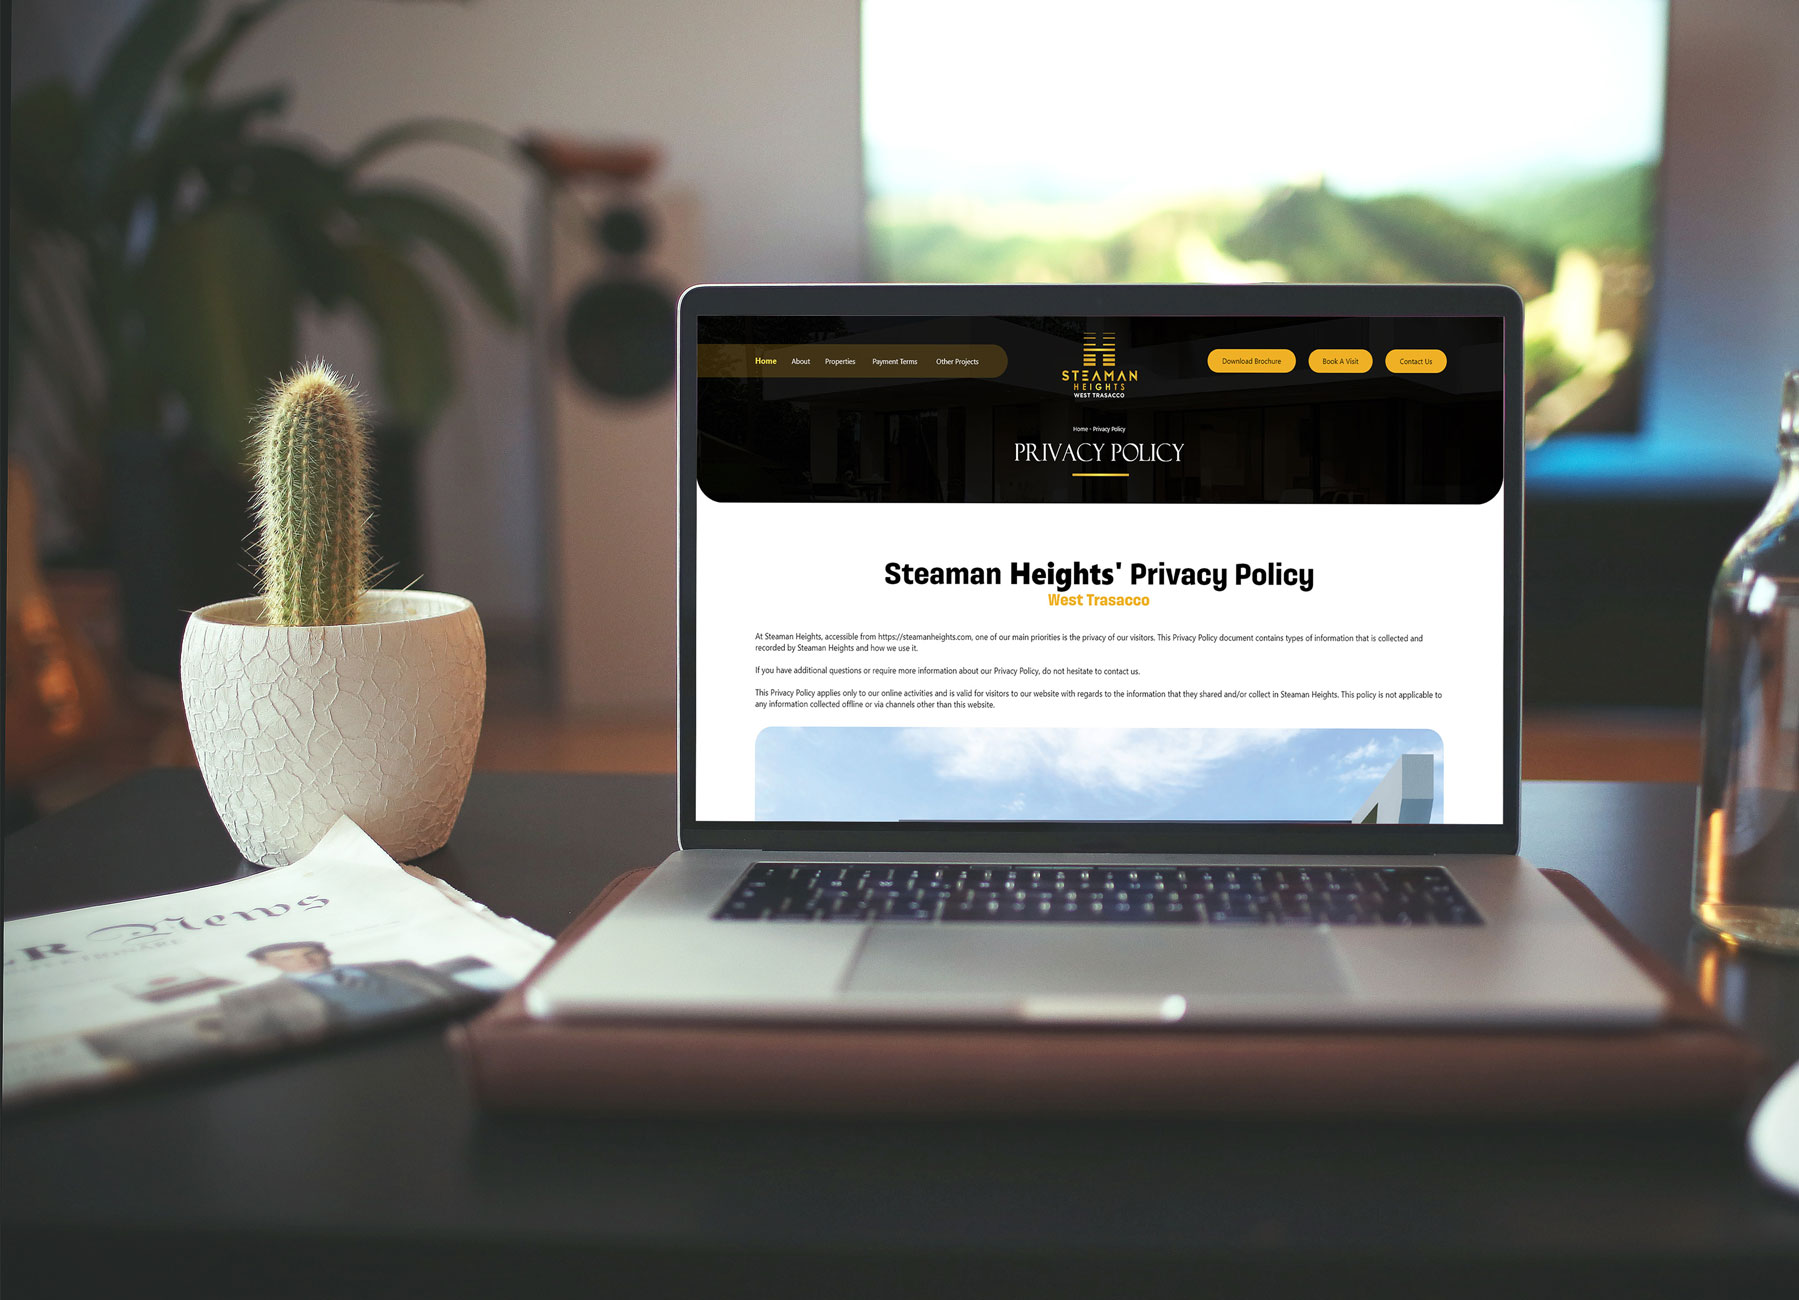 Home About Properties Payment Terms Other Projects
STEAMAN
HEIGHTS
WEST TRASACCO
Download Brochure Book A Visit Contact Us
Home - Privacy Policy
PRIVACY POLICY
Steaman Heights' Privacy Policy
West Trasacco
At Steaman Heights, accessible from https://steamanheights.com, one of our main priorities is the privacy of our visitors. This Privacy Policy document contains types of information that is collected and
recorded by Steaman Heights and how we use it.
If you have additional questions or require more information about our Privacy Policy, do not hesitate to contact us.
This Privacy Policy applies only to our online activities and is valid for visitors to our website with regards to the information that they shared and/or collect in Steaman Heights. This policy is not applicable to
any information collected offline or via channels other than this website.
News